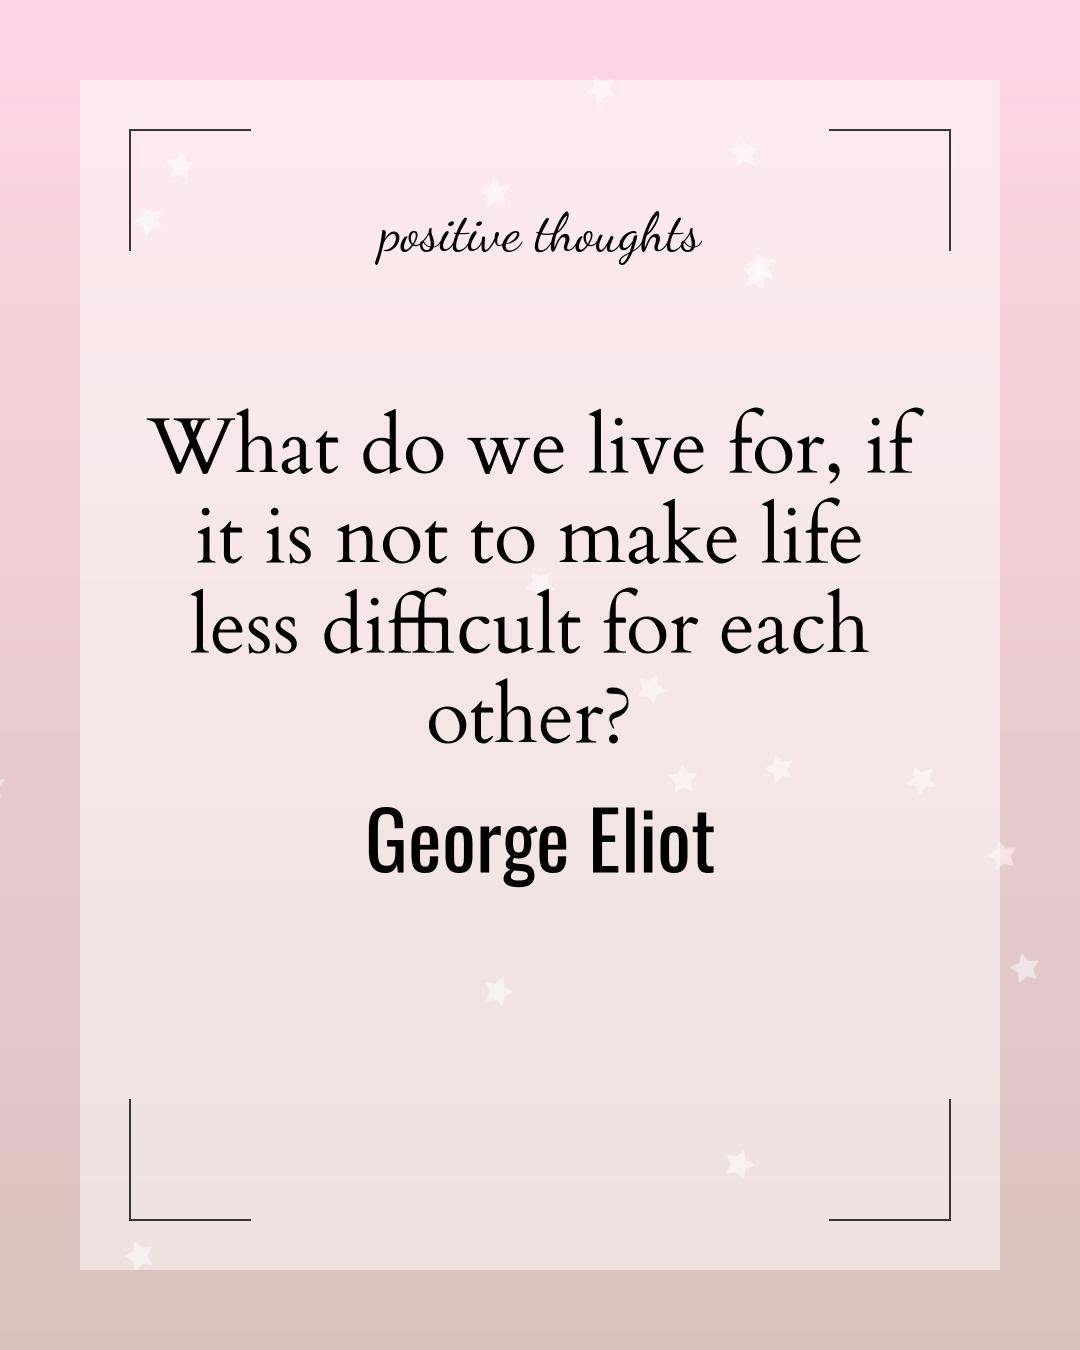 positive thoughts
What do we live for, if
it is not to make life
less difficult for each
other?
George Eliot